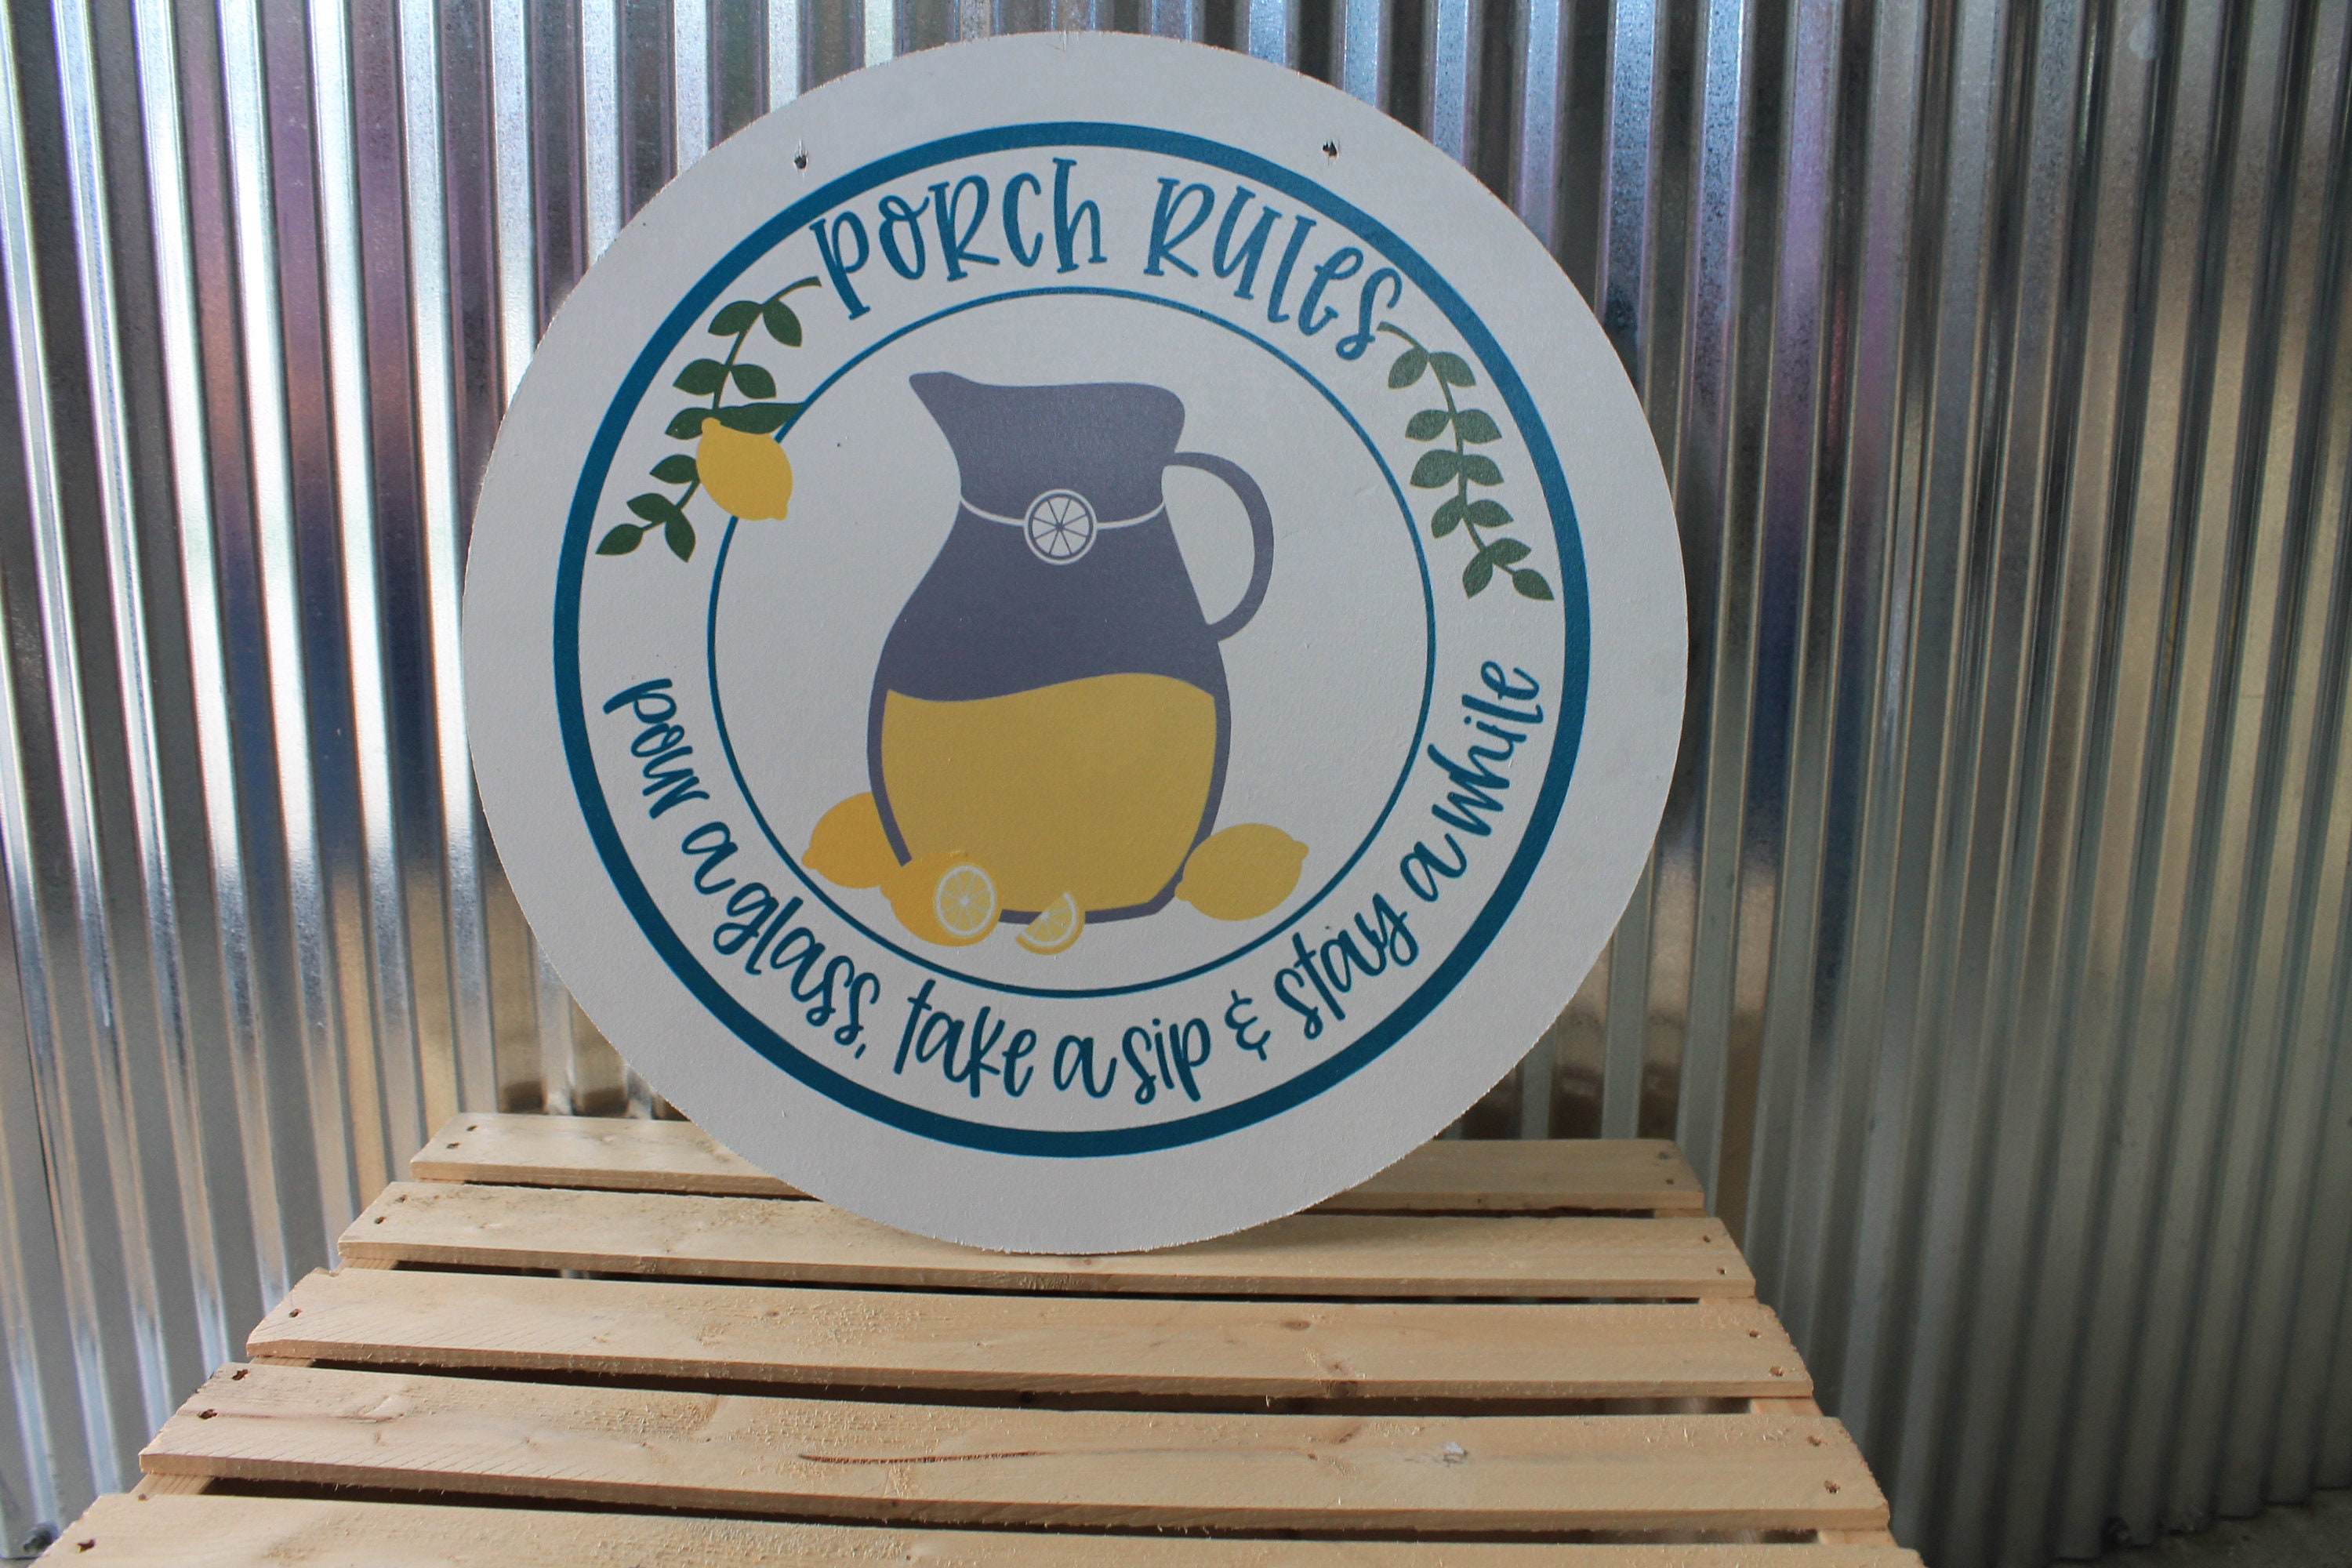 PORCH RULES
pour a glass, take a sip & stay a while